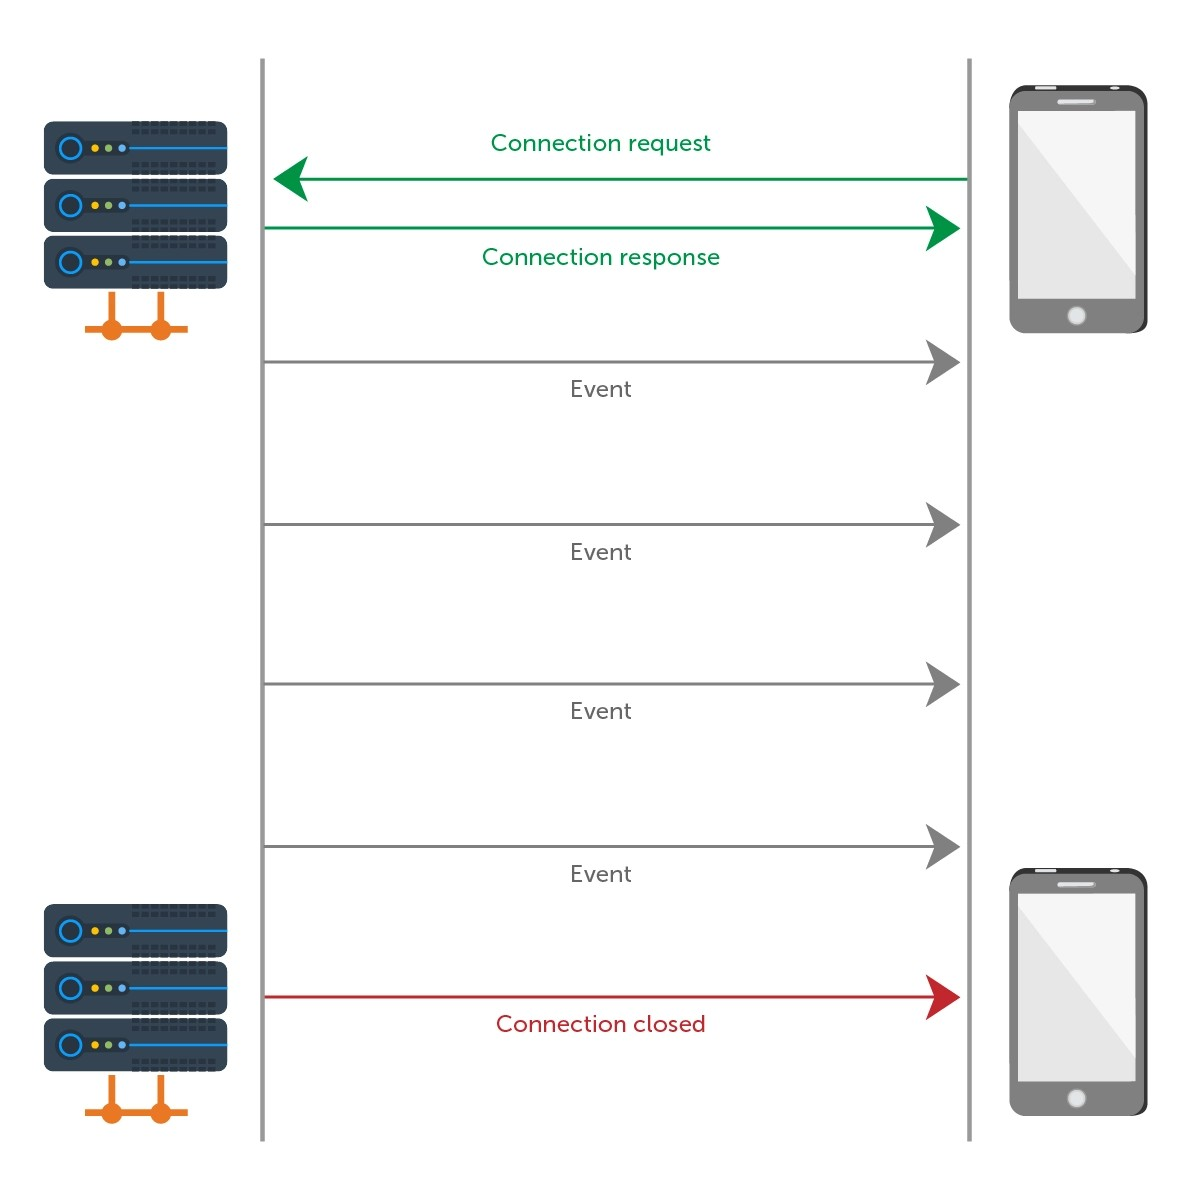 Connection request
Connection response
Event
Event
Event
Event
Connection closed